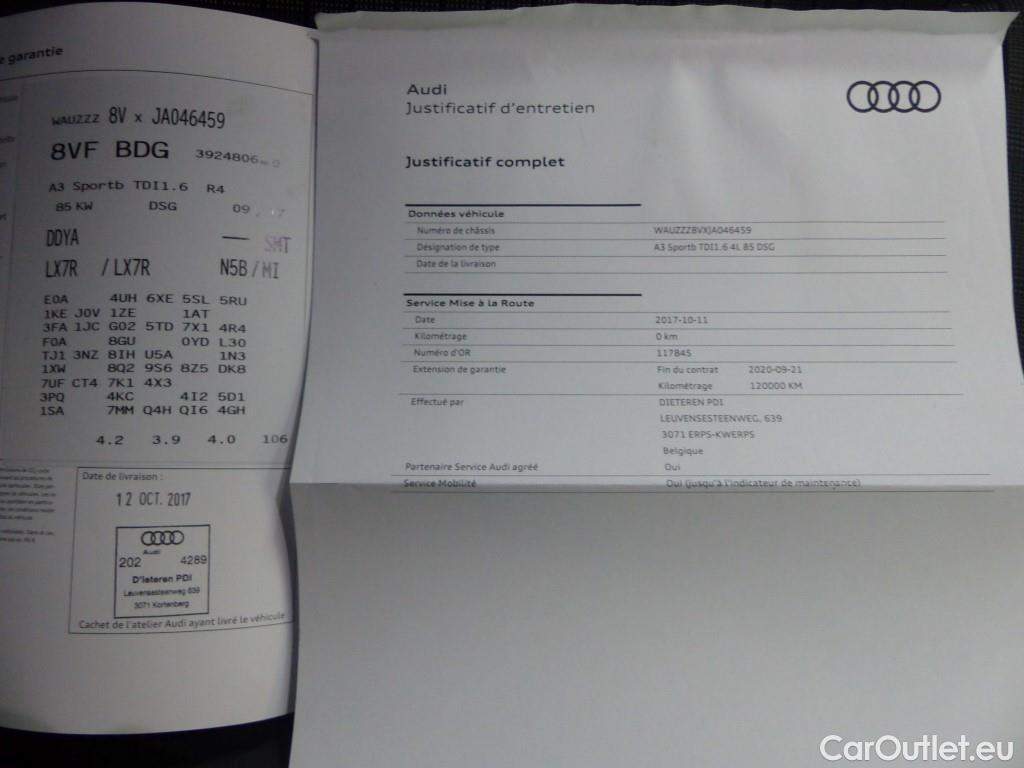 e garantie
WAUZZZ 8V x JA046459
8VF BDG 3924806
A3 Sportb TDI1.6 R4
85 KW DSG 09
DDYA — SMT
LX7R / LX7R N5B / MI
E0A 4UH 6XE 5SL 5RU
1KE J0V 1ZE 1AT
3FA 1JC G02 5TD 7X1 4R4
F0A 8GU 0YD L30
TJ1 3NZ 8IH U5A 1N3
1XW 8Q2 9S6 8Z5 DK8
7UF CT4 7K1 4X3
3PQ 4KC 4I2 5D1
1SA 7MM Q4H QI6 4GH
4.2 3.9 4.0 106
Date de livraison :
12 OCT. 2017
Audi
202 4289
D'Ieteren PDI
Leuvensesteenweg 639
3071 Kortenberg
Cachet de l'atelier Audi ayant livré le véhicule
Audi
Justificatif d'entretien
Justificatif complet
Données véhicule
Numéro de châssis WAUZZZ8VXJA046459
Désignation de type A3 Sportb TDI1.6 4L 85 DSG
Date de la livraison
Service Mise à la Route
Date 2017-10-11
Kilométrage 0 km
Numéro d'OR 117845
Extension de garantie Fin du contrat 2020-09-21
Kilométrage 120000 KM
Effectué par DIETEREN PDI
LEUVENSESTEENWEG, 639
3071 ERPS-KWERPS
Belgique
Partenaire Service Audi agréé Oui
Service Mobilité Oui (jusqu'à l'indicateur de maintenance)
CarOutlet.eu